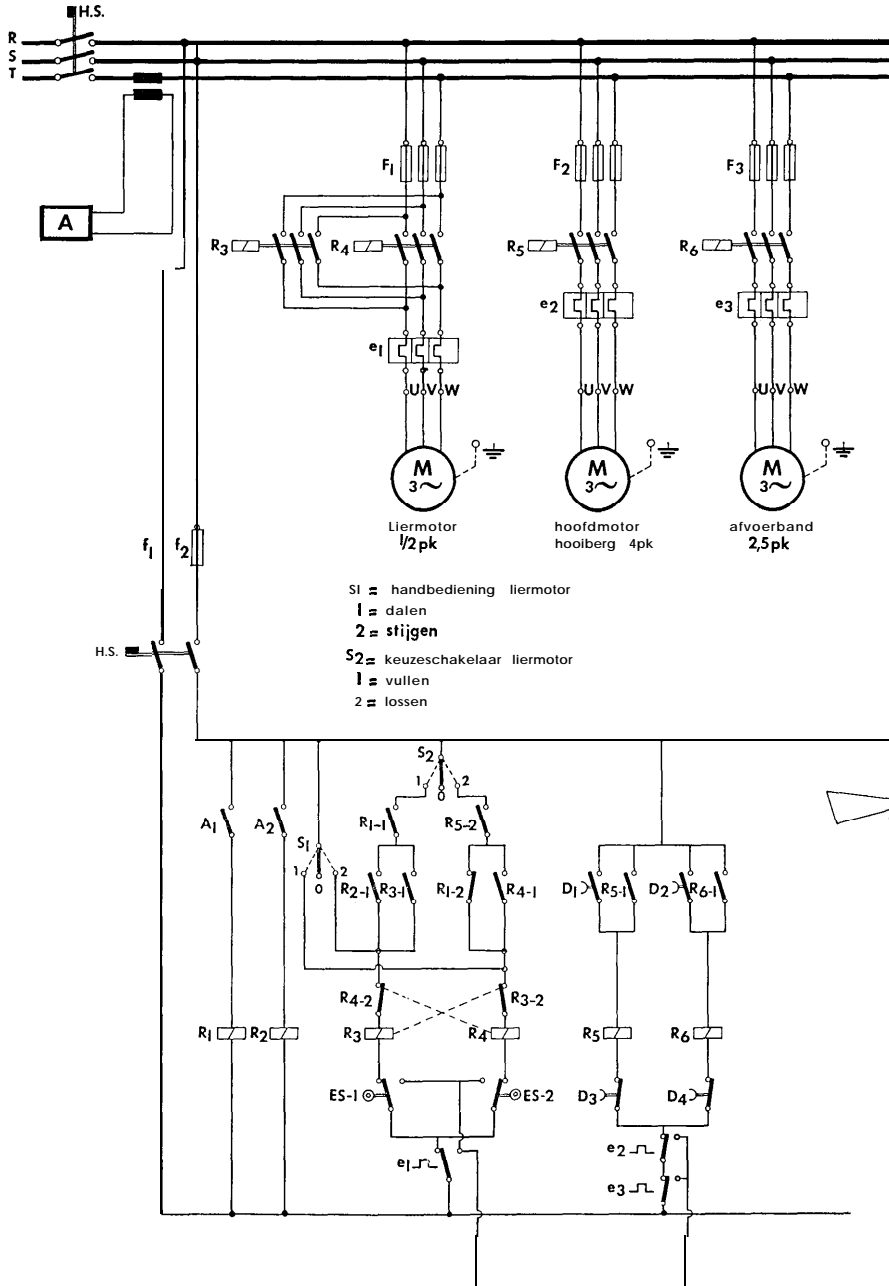 H.S.
R
S
T
A
F1 F2 F3
R3 R4 R5 R6
e1 e2 e3
U V W U V W U V W
M 3~ M 3~ M 3~
Liermotor hoofdmotor afvoerband
1/2 pk hooiberg 4pk 2,5 pk
f1 f2
S1 = handbediening liermotor
1 = dalen
2 = stijgen
H.S.
S2 = keuzeschakelaar liermotor
1 = vullen
2 = lossen
S2
1 0 2
A1 A2 R1-1 R5-2
S1
1 0 2
R2-1 R3-1 R1-2 R4-1 D1 R5-1 D2 R6-1
R4-2 R3-2
R1 R2 R3 R4 R5 R6
ES-1 ES-2 D3 D4
e1 e2
e3